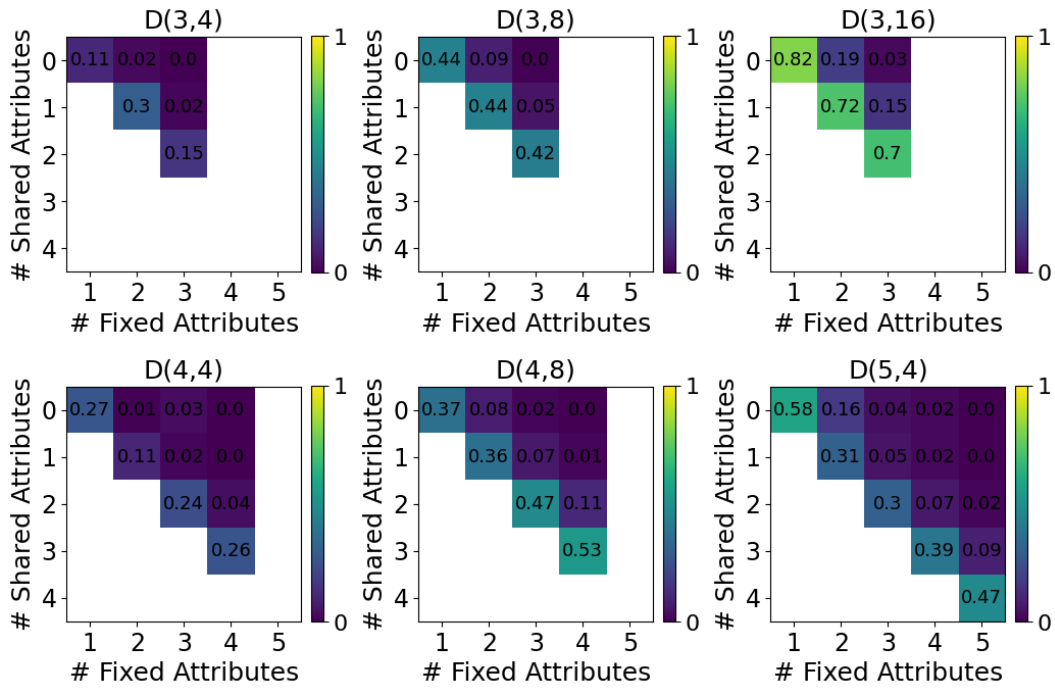 D(3,4)
# Shared Attributes
0
1
2
3
4
0.11 0.02 0.0
0.3 0.02
0.15
1 2 3 4 5
# Fixed Attributes
1
0
D(3,8)
# Shared Attributes
0
1
2
3
4
0.44 0.09 0.0
0.44 0.05
0.42
1 2 3 4 5
# Fixed Attributes
1
0
D(3,16)
# Shared Attributes
0
1
2
3
4
0.82 0.19 0.03
0.72 0.15
0.7
1 2 3 4 5
# Fixed Attributes
1
0
D(4,4)
# Shared Attributes
0
1
2
3
4
0.27 0.01 0.03 0.0
0.11 0.02 0.0
0.24 0.04
0.26
1 2 3 4 5
# Fixed Attributes
1
0
D(4,8)
# Shared Attributes
0
1
2
3
4
0.37 0.08 0.02 0.0
0.36 0.07 0.01
0.47 0.11
0.53
1 2 3 4 5
# Fixed Attributes
1
0
D(5,4)
# Shared Attributes
0
1
2
3
4
0.58 0.16 0.04 0.02 0.0
0.31 0.05 0.02 0.0
0.3 0.07 0.02
0.39 0.09
0.47
1 2 3 4 5
# Fixed Attributes
1
0